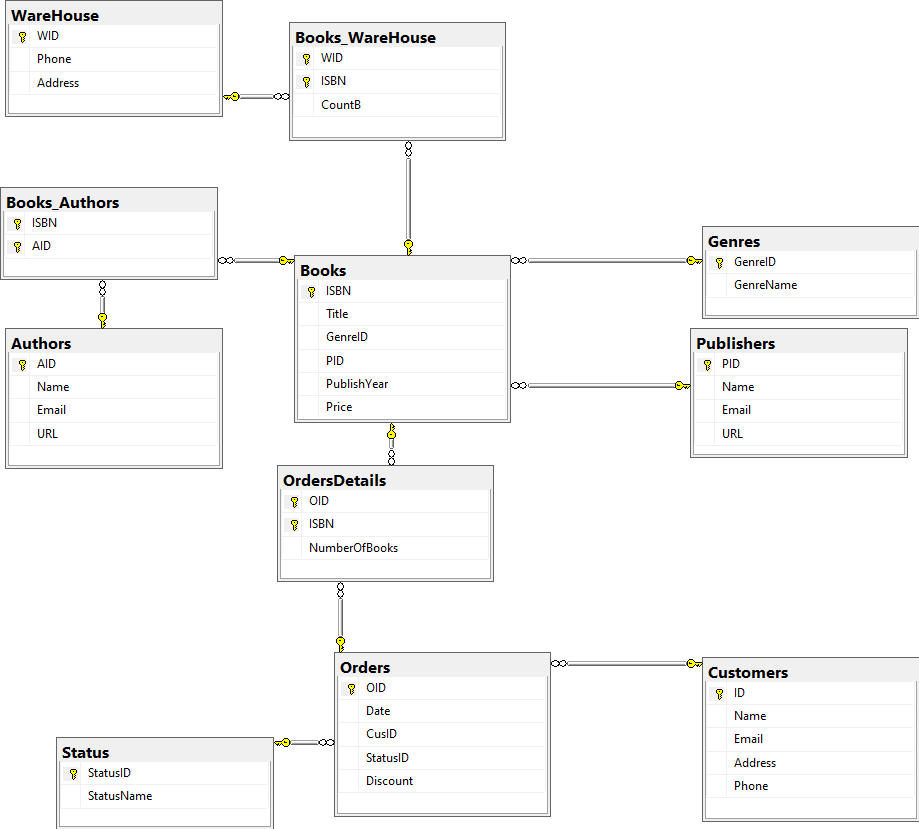 WareHouse
WID
Phone
Address
Books_WareHouse
WID
ISBN
CountB
Books_Authors
ISBN
AID
Books
ISBN
Title
GenreID
PID
PublishYear
Price
Genres
GenreID
GenreName
Authors
AID
Name
Email
URL
Publishers
PID
Name
Email
URL
OrdersDetails
OID
ISBN
NumberOfBooks
Orders
OID
Date
CusID
StatusID
Discount
Customers
ID
Name
Email
Address
Phone
Status
StatusID
StatusName